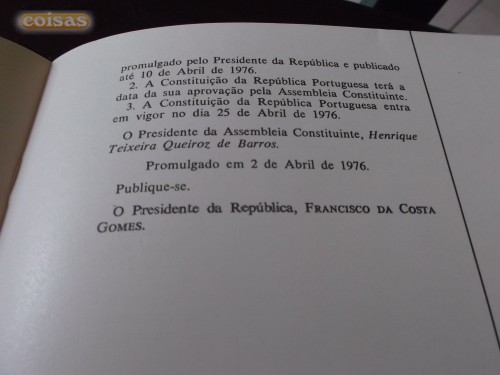 coisas
promulgado pelo Presidente da República e publicado
até 10 de Abril de 1976.
2. A Constituição da República Portuguesa terá a
data da sua aprovação pela Assembleia Constituinte.
3. A Constituição da República Portuguesa entra
em vigor no dia 25 de Abril de 1976.
O Presidente da Assembleia Constituinte, Henrique
Teixeira Queiroz de Barros.
Promulgado em 2 de Abril de 1976.
Publique-se.
O Presidente da República, FRANCISCO DA COSTA
GOMES.